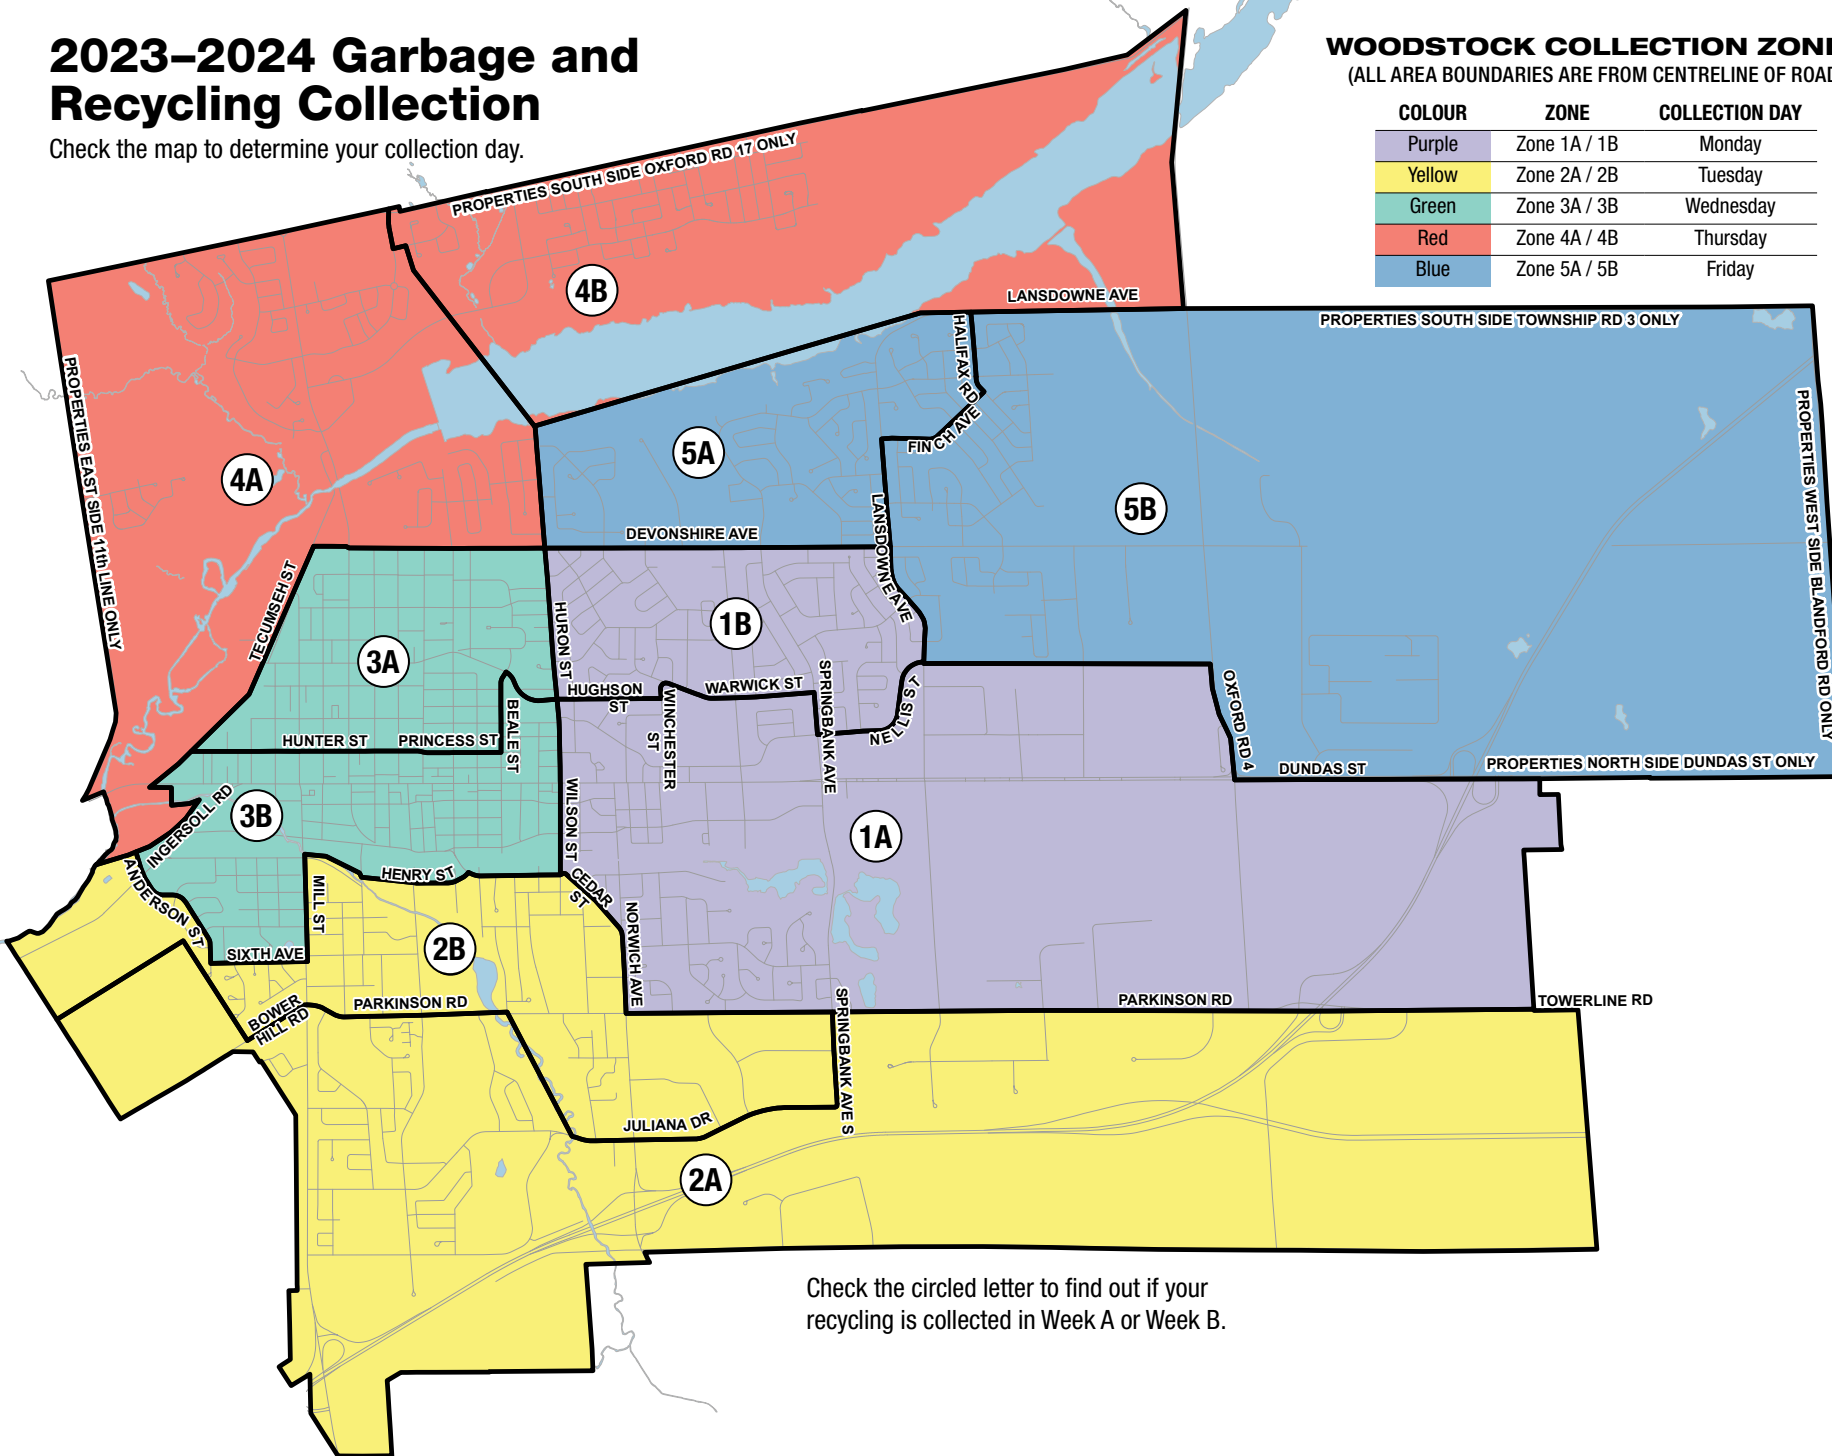 2023–2024 Garbage and
Recycling Collection
Check the map to determine your collection day.
WOODSTOCK COLLECTION
(ALL AREA BOUNDARIES ARE FROM CENTRELINE OF
COLOUR ZONE COLLECTION DAY
Purple Zone 1A / 1B Monday
Yellow Zone 2A / 2B Tuesday
Green Zone 3A / 3B Wednesday
Red Zone 4A / 4B Thursday
Blue Zone 5A / 5B Friday
PROPERTIES SOUTH SIDE OXFORD RD 17 ONLY
4B
LANSDOWNE AVE
PROPERTIES SOUTH SIDE TOWNSHIP RD 3 ONLY
HALIFAX RD
FINCH AVE
PROPERTIES EAST SIDE 11th LINE ONLY
PROPERTIES WEST SIDE BLANDFORD RD ONLY
4A
5A
5B
DEVONSHIRE AVE
LANSDOWNE AVE
TECUMSEH ST
HURON ST
1B
3A
HUGHSON
ST
WINCHESTER
ST
WARWICK ST
SPRINGBANK AVE
NELLIS ST
OXFORD RD 4
BEALE ST
HUNTER ST
PRINCESS ST
DUNDAS ST
PROPERTIES NORTH SIDE DUNDAS ST ONLY
INGERSOLL RD
3B
WILSON ST
1A
ANDERSON ST
HENRY ST
CEDAR
ST
MILL ST
NORWICH AVE
2B
SIXTH AVE
BOWER
HILL RD
PARKINSON RD
PARKINSON RD
TOWERLINE RD
SPRINGBANK AVE S
JULIANA DR
2A
Check the circled letter to find out if your
recycling is collected in Week A or Week B.